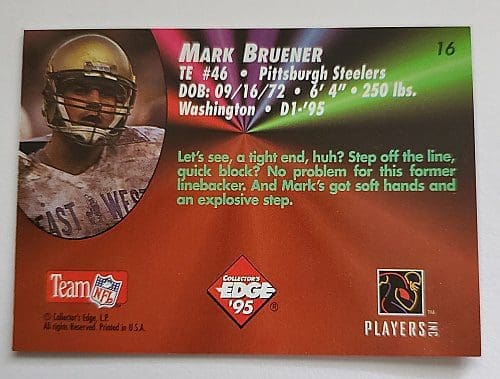 MARK BRUENER
16
TE #46 • Pittsburgh Steelers
DOB: 09/16/72 • 6' 4" • 250 lbs.
Washington • D1-'95
Let's see, a tight end, huh? Step off the line,
quick block? No problem for this former
linebacker. And Mark's got soft hands and
an explosive step.
EAST WEST
Team NFL
© Collector's Edge, L.P.
All rights Reserved. Printed in U.S.A.
COLLECTOR'S
EDGE
'95
®
TM
PLAYERS INC